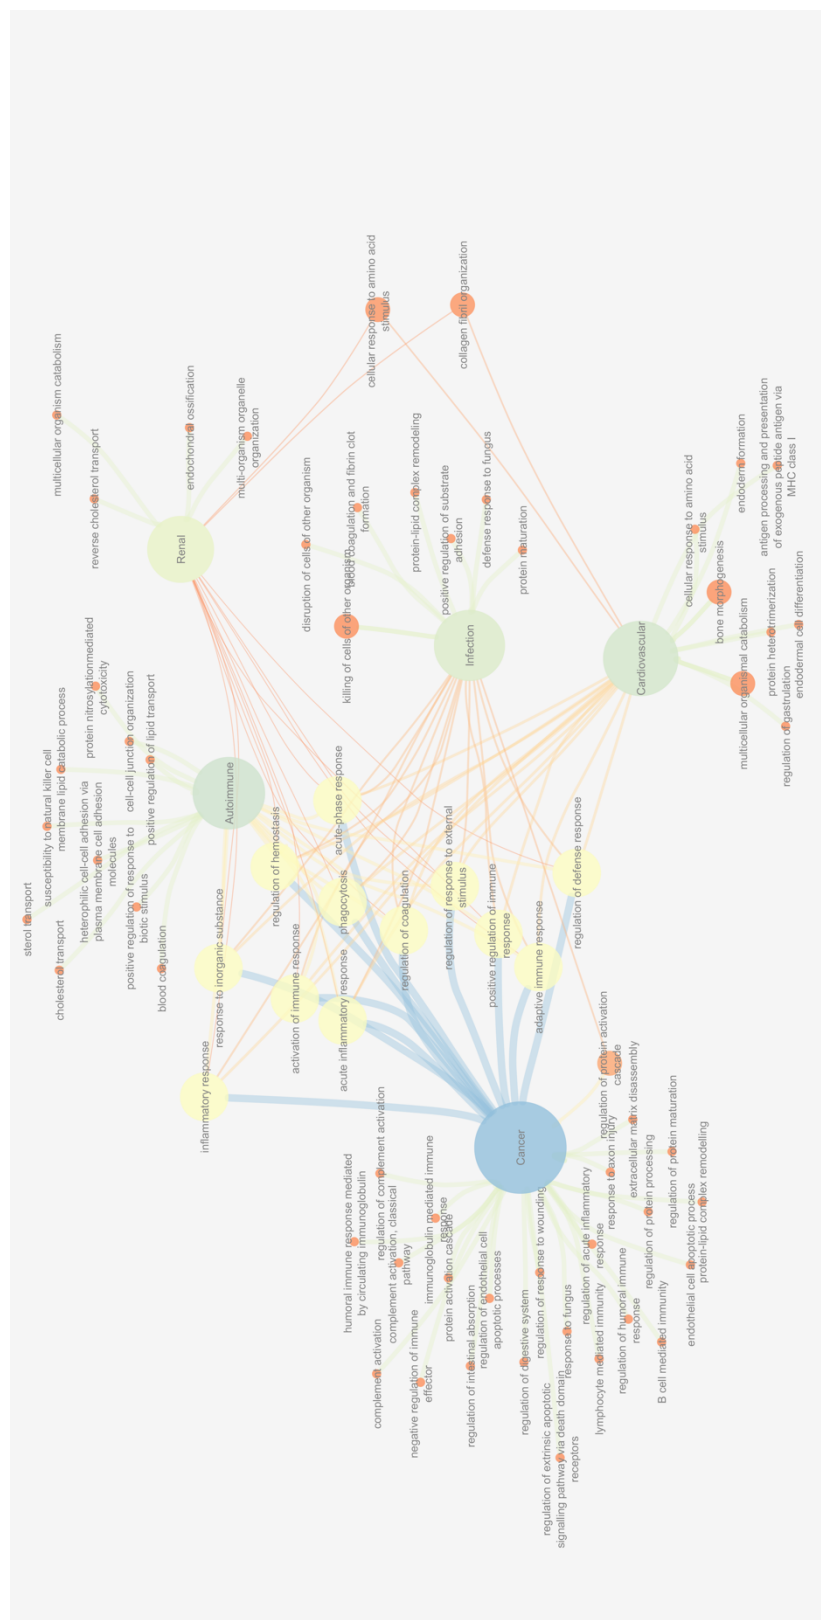 cellular response to amino acid
stimulus
collagen fibril organization
multicellular organism catabolism
reverse cholesterol transport
endochondral ossification
multi-organism organelle
organization
Renal
disruption of cells of other organism
blood coagulation and fibrin clot
formation
killing of cells of other organism
protein-lipid complex remodeling
positive regulation of substrate
adhesion
defense response to fungus
protein maturation
Infection
cellular response to amino acid
stimulus
endoderm formation
antigen processing and presentation
of exogenous peptide antigen via
MHC class I
bone morphogenesis
multicellular organismal catabolism
protein heterotrimerization
endodermal cell differentiation
regulation of gastrulation
Cardiovascular
sterol transport
susceptibility to natural killer cell
membrane lipid catabolic process
protein nitrosylationmediated
cytotoxicity
cell-cell junction organization
positive regulation of lipid transport
heterophilic cell-cell adhesion via
plasma membrane cell adhesion
molecules
cholesterol transport
positive regulation of response to
biotic stimulus
blood coagulation
Autoimmune
acute-phase response
regulation of hemostasis
phagocytosis
regulation of coagulation
regulation of response to external
stimulus
positive regulation of immune
response
regulation of defense response
adaptive immune response
response to inorganic substance
activation of immune response
acute inflammatory response
inflammatory response
regulation of protein activation
cascade
Cancer
regulation of complement activation
humoral immune response mediated
by circulating immunoglobulin
complement activation, classical
pathway
immunoglobulin mediated immune
response
protein activation cascade
complement activation
negative regulation of immune
effector
regulation of intestinal absorption
regulation of endothelial cell
apoptotic processes
regulation of digestive system
regulation of response to wounding
regulation of extrinsic apoptotic
signalling pathway via death domain
receptors
response to fungus
regulation of acute inflammatory
response
lymphocyte mediated immunity
regulation of humoral immune
response
B cell mediated immunity
response to axon injury
extracellular matrix disassembly
regulation of protein processing
regulation of protein maturation
endothelial cell apoptotic process
protein-lipid complex remodelling